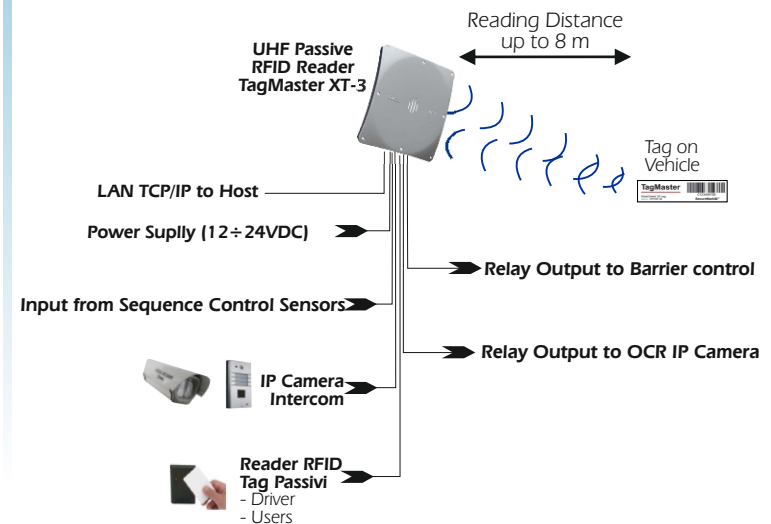 Reading Distance
up to 8 m
UHF Passive
RFID Reader
TagMaster XT-3
Tag on
Vehicle
TagMaster
LAN TCP/IP to Host
Power Suplly (12÷24VDC)
Relay Output to Barrier control
Input from Sequence Control Sensors
Relay Output to OCR IP Camera
IP Camera
Intercom
Reader RFID
Tag Passivi
- Driver
- Users